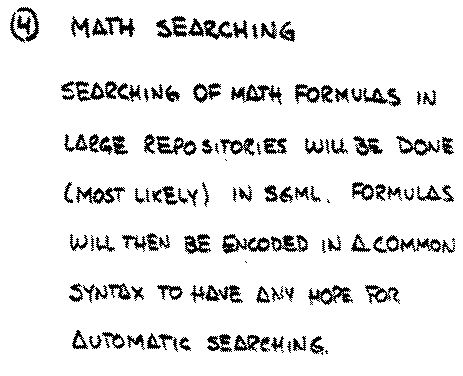 ④ MATH SEARCHING
SEARCHING OF MATH FORMULAS IN
LARGE REPOSITORIES WILL BE DONE
(MOST LIKELY) IN SGML. FORMULAS
WILL THEN BE ENCODED IN A COMMON
SYNTAX TO HAVE ANY HOPE FOR
AUTOMATIC SEARCHING.